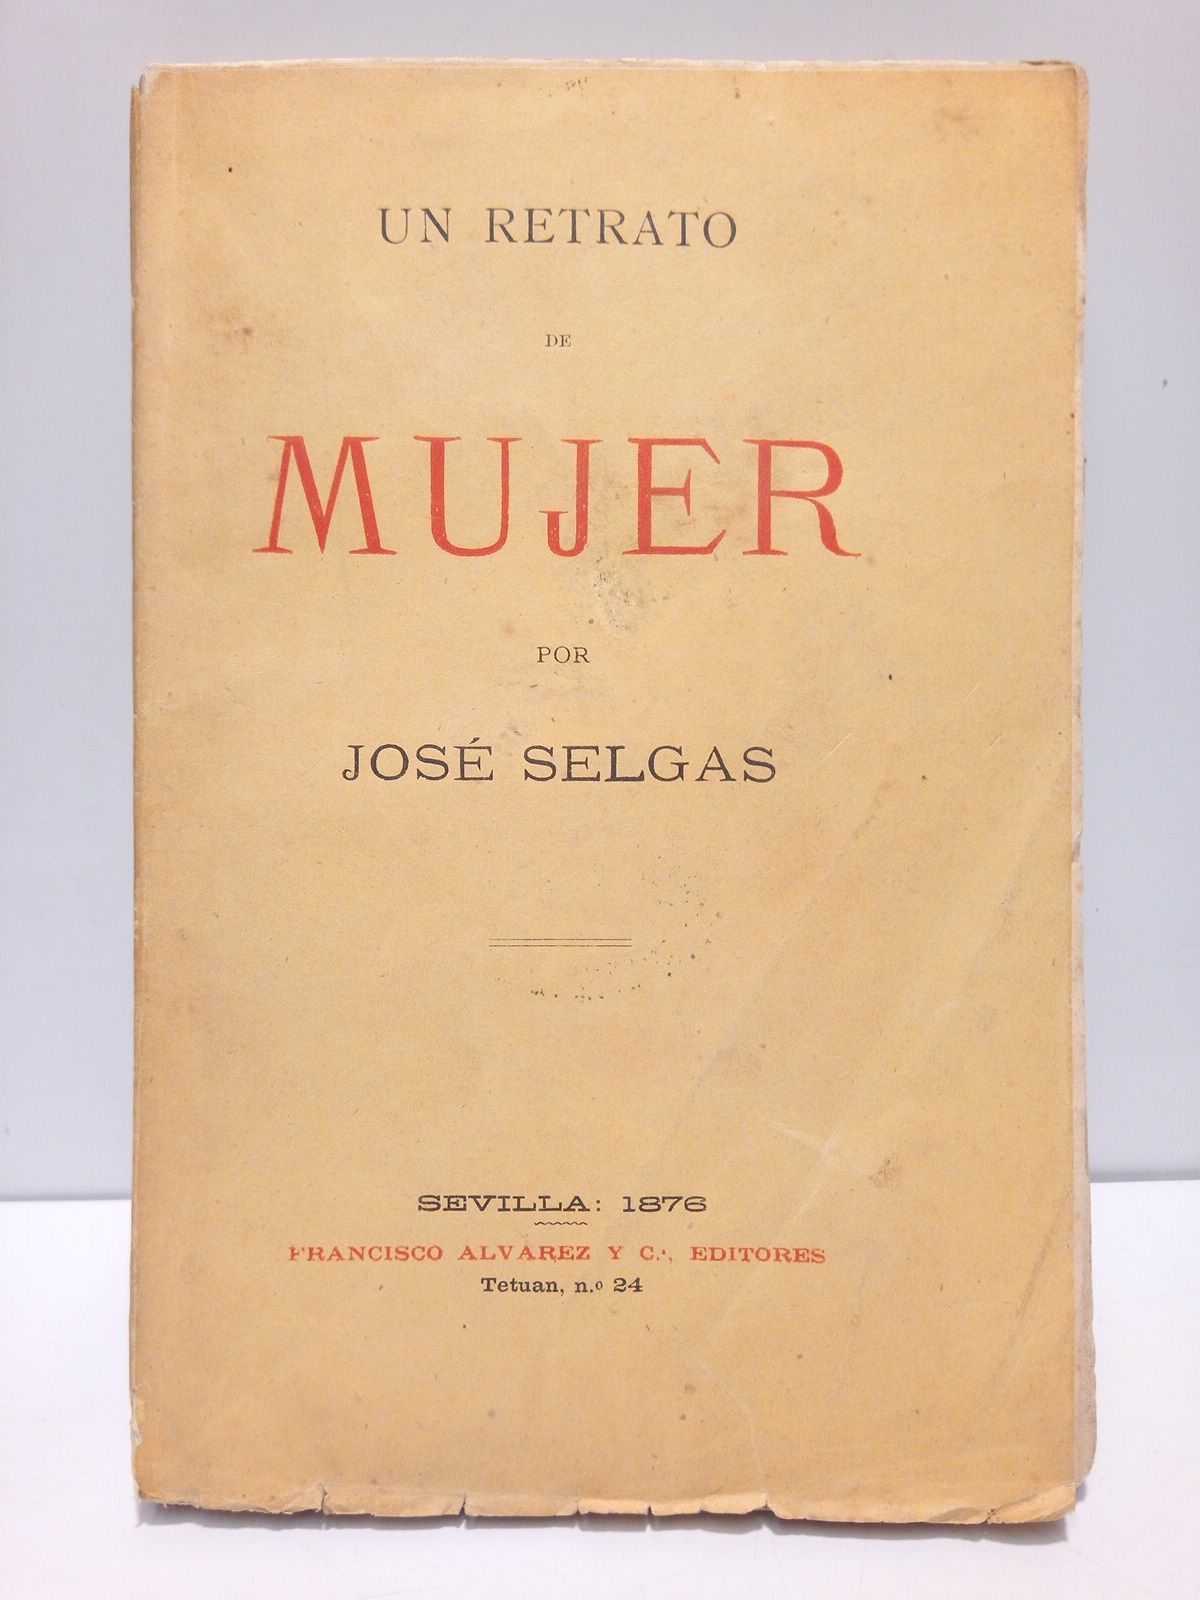 UN RETRATO
DE
MUJER
POR
JOSÉ SELGAS
SEVILLA: 1876
FRANCISCO ALVAREZ Y C.ª, EDITORES
Tetuan, n.º 24